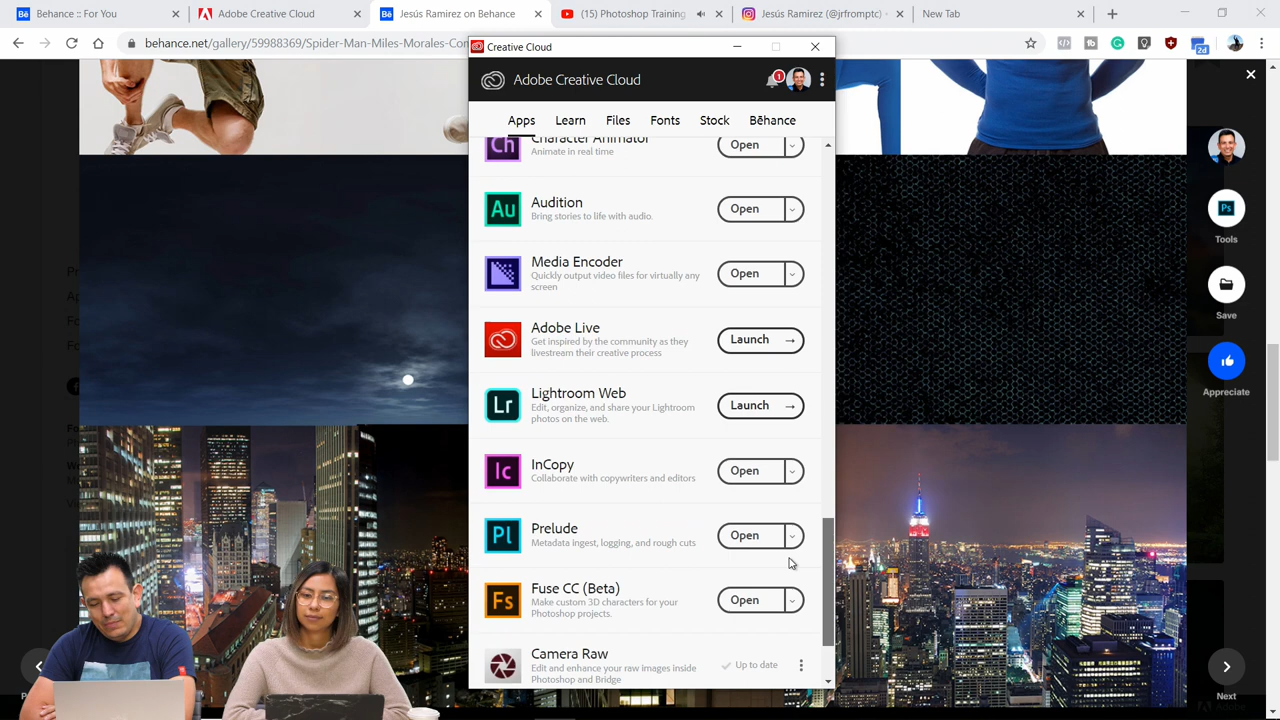 Behance :: For You
Adobe Creative Cloud
Jesús Ramirez on Behance
(15) Photoshop Training
Jesús Ramirez (@jrfromptc) •
New Tab
behance.net/gallery/59988369/Spider-Man-Miles-Morales-Co
2d
Creative Cloud
Adobe Creative Cloud
1
Apps
Learn
Files
Fonts
Stock
Bēhance
Ch
Character Animator
Animate in real time
Open
Au
Audition
Bring stories to life with audio.
Open
Media Encoder
Quickly output video files for virtually any
screen
Open
Adobe Live
Get inspired by the community as they
livestream their creative process
Launch →
Lr
Lightroom Web
Edit, organize, and share your Lightroom
photos on the web.
Launch →
Ic
InCopy
Collaborate with copywriters and editors
Open
Pl
Prelude
Metadata ingest, logging, and rough cuts
Open
Fs
Fuse CC (Beta)
Make custom 3D characters for your
Photoshop projects.
Open
Camera Raw
Edit and enhance your raw images inside
Photoshop and Bridge
Up to date
Ps
Tools
Save
Appreciate
Next